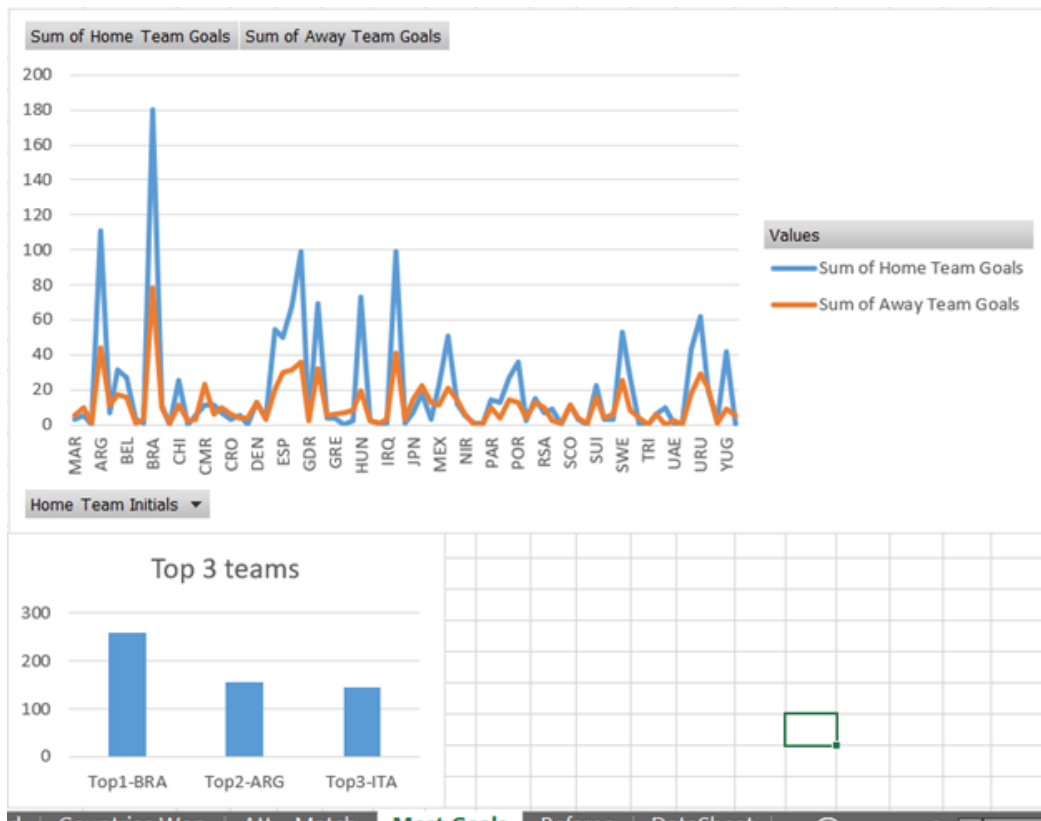 Sum of Home Team Goals Sum of Away Team Goals
200
180
160
140
120
100
80
60
40
20
0
MAR ARG BEL BRA CHI CMR CRO DEN ESP GDR GRE HUN IRQ JPN MEX NIR PAR POR RSA SCO SUI SWE TRI UAE URU YUG
Home Team Initials
Values
Sum of Home Team Goals
Sum of Away Team Goals
Top 3 teams
300
200
100
0
Top1-BRA Top2-ARG Top3-ITA
Most Goals